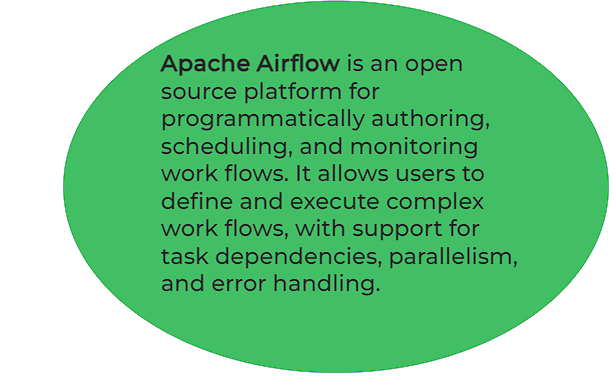 Apache Airflow is an open
source platform for
programmatically authoring,
scheduling, and monitoring
work flows. It allows users to
define and execute complex
work flows, with support for
task dependencies, parallelism,
and error handling.